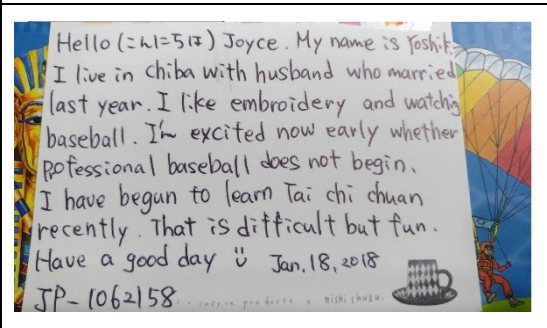 Hello (こんにちは) Joyce. My name is Yoshik
I live in chiba with husband who married
last year. I like embroidery and watching
baseball. I'm excited now early whether
pofessional baseball does not begin.
I have begun to learn Tai chi chuan
recently. That is difficult but fun.
Have a good day Jan. 18, 2018
JP-1062158